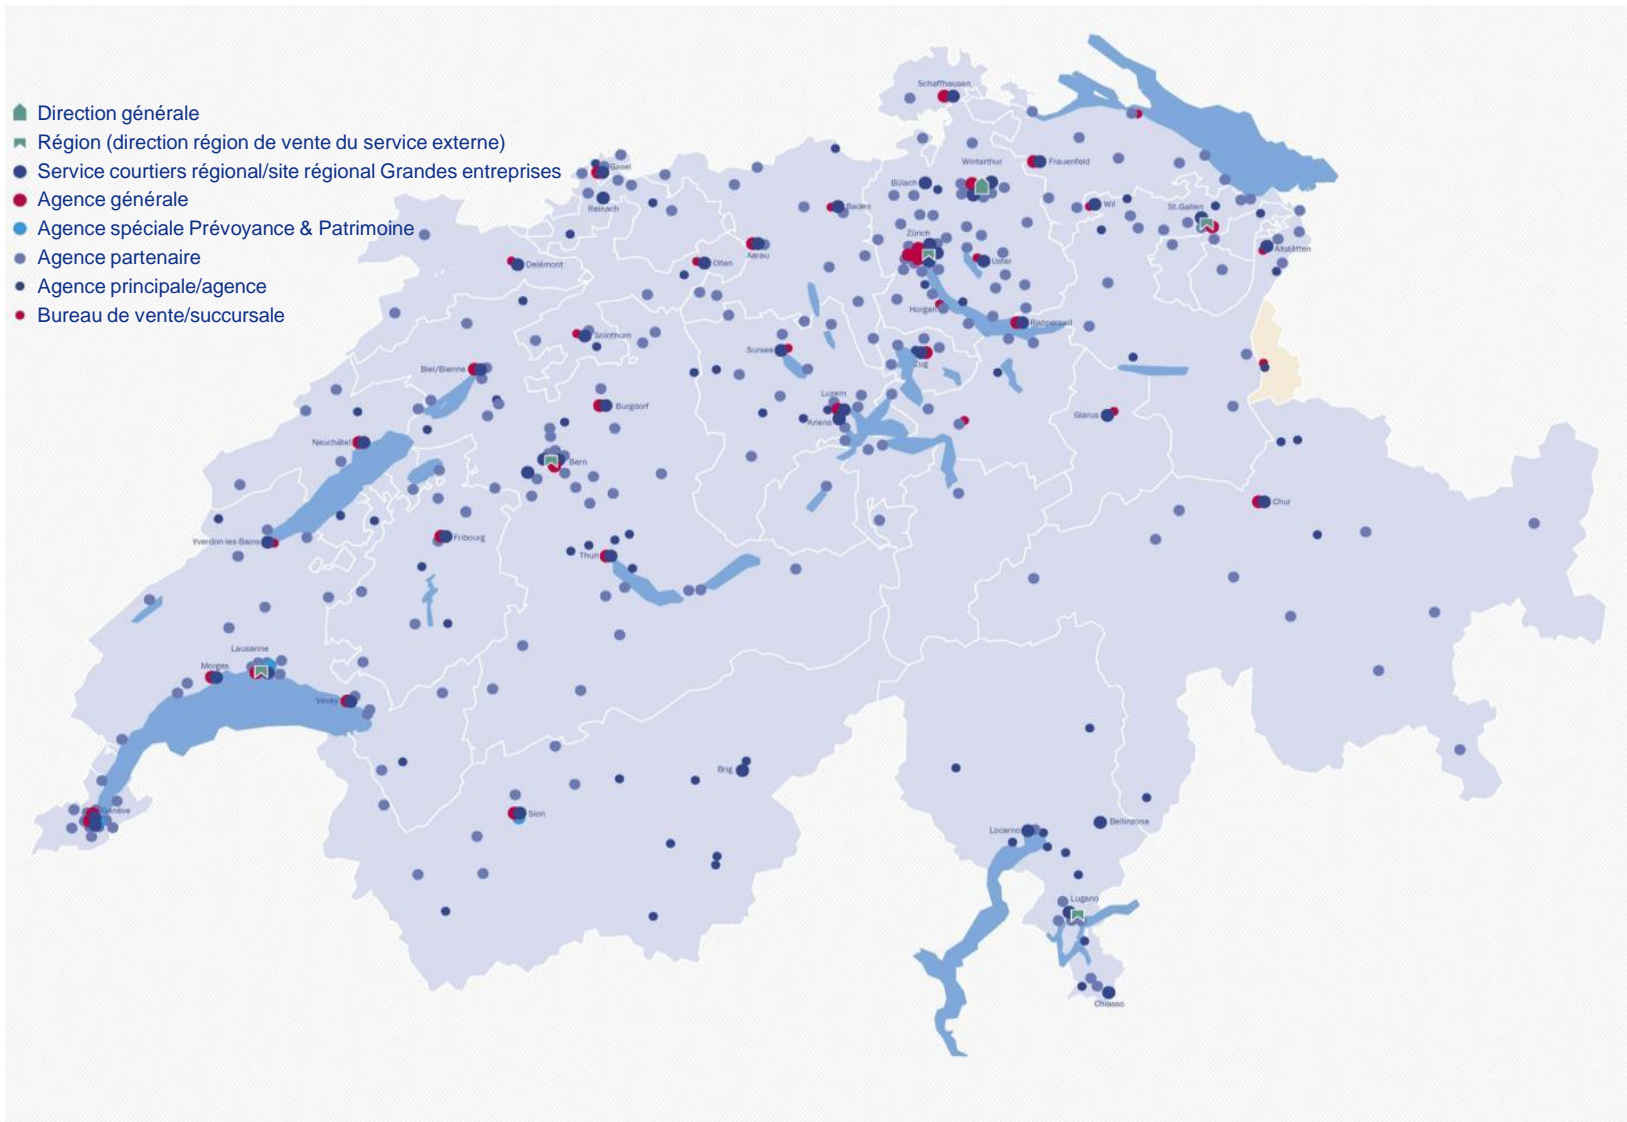 Direction générale
Région (direction région de vente du service externe)
Service courtiers régional/site régional Grandes entreprises
Agence générale
Agence spéciale Prévoyance & Patrimoine
Agence partenaire
Agence principale/agence
Bureau de vente/succursale
Schaffhausen
Basel
Reinach
Winterthur
Frauenfeld
Bülach
Baden
Wil
St.Gallen
Altstätten
Zürich
Aarau
Uster
Delémont
Olten
Horgen
Rapperswil
Solothurn
Sursee
Zug
Biel/Bienne
Burgdorf
Luzern
Kriens
Glarus
Neuchâtel
Bern
Chur
Yverdon-les-Bains
Fribourg
Thun
Lausanne
Morges
Vevey
Brig
Genève
Sion
Locarno
Bellinzona
Lugano
Chiasso